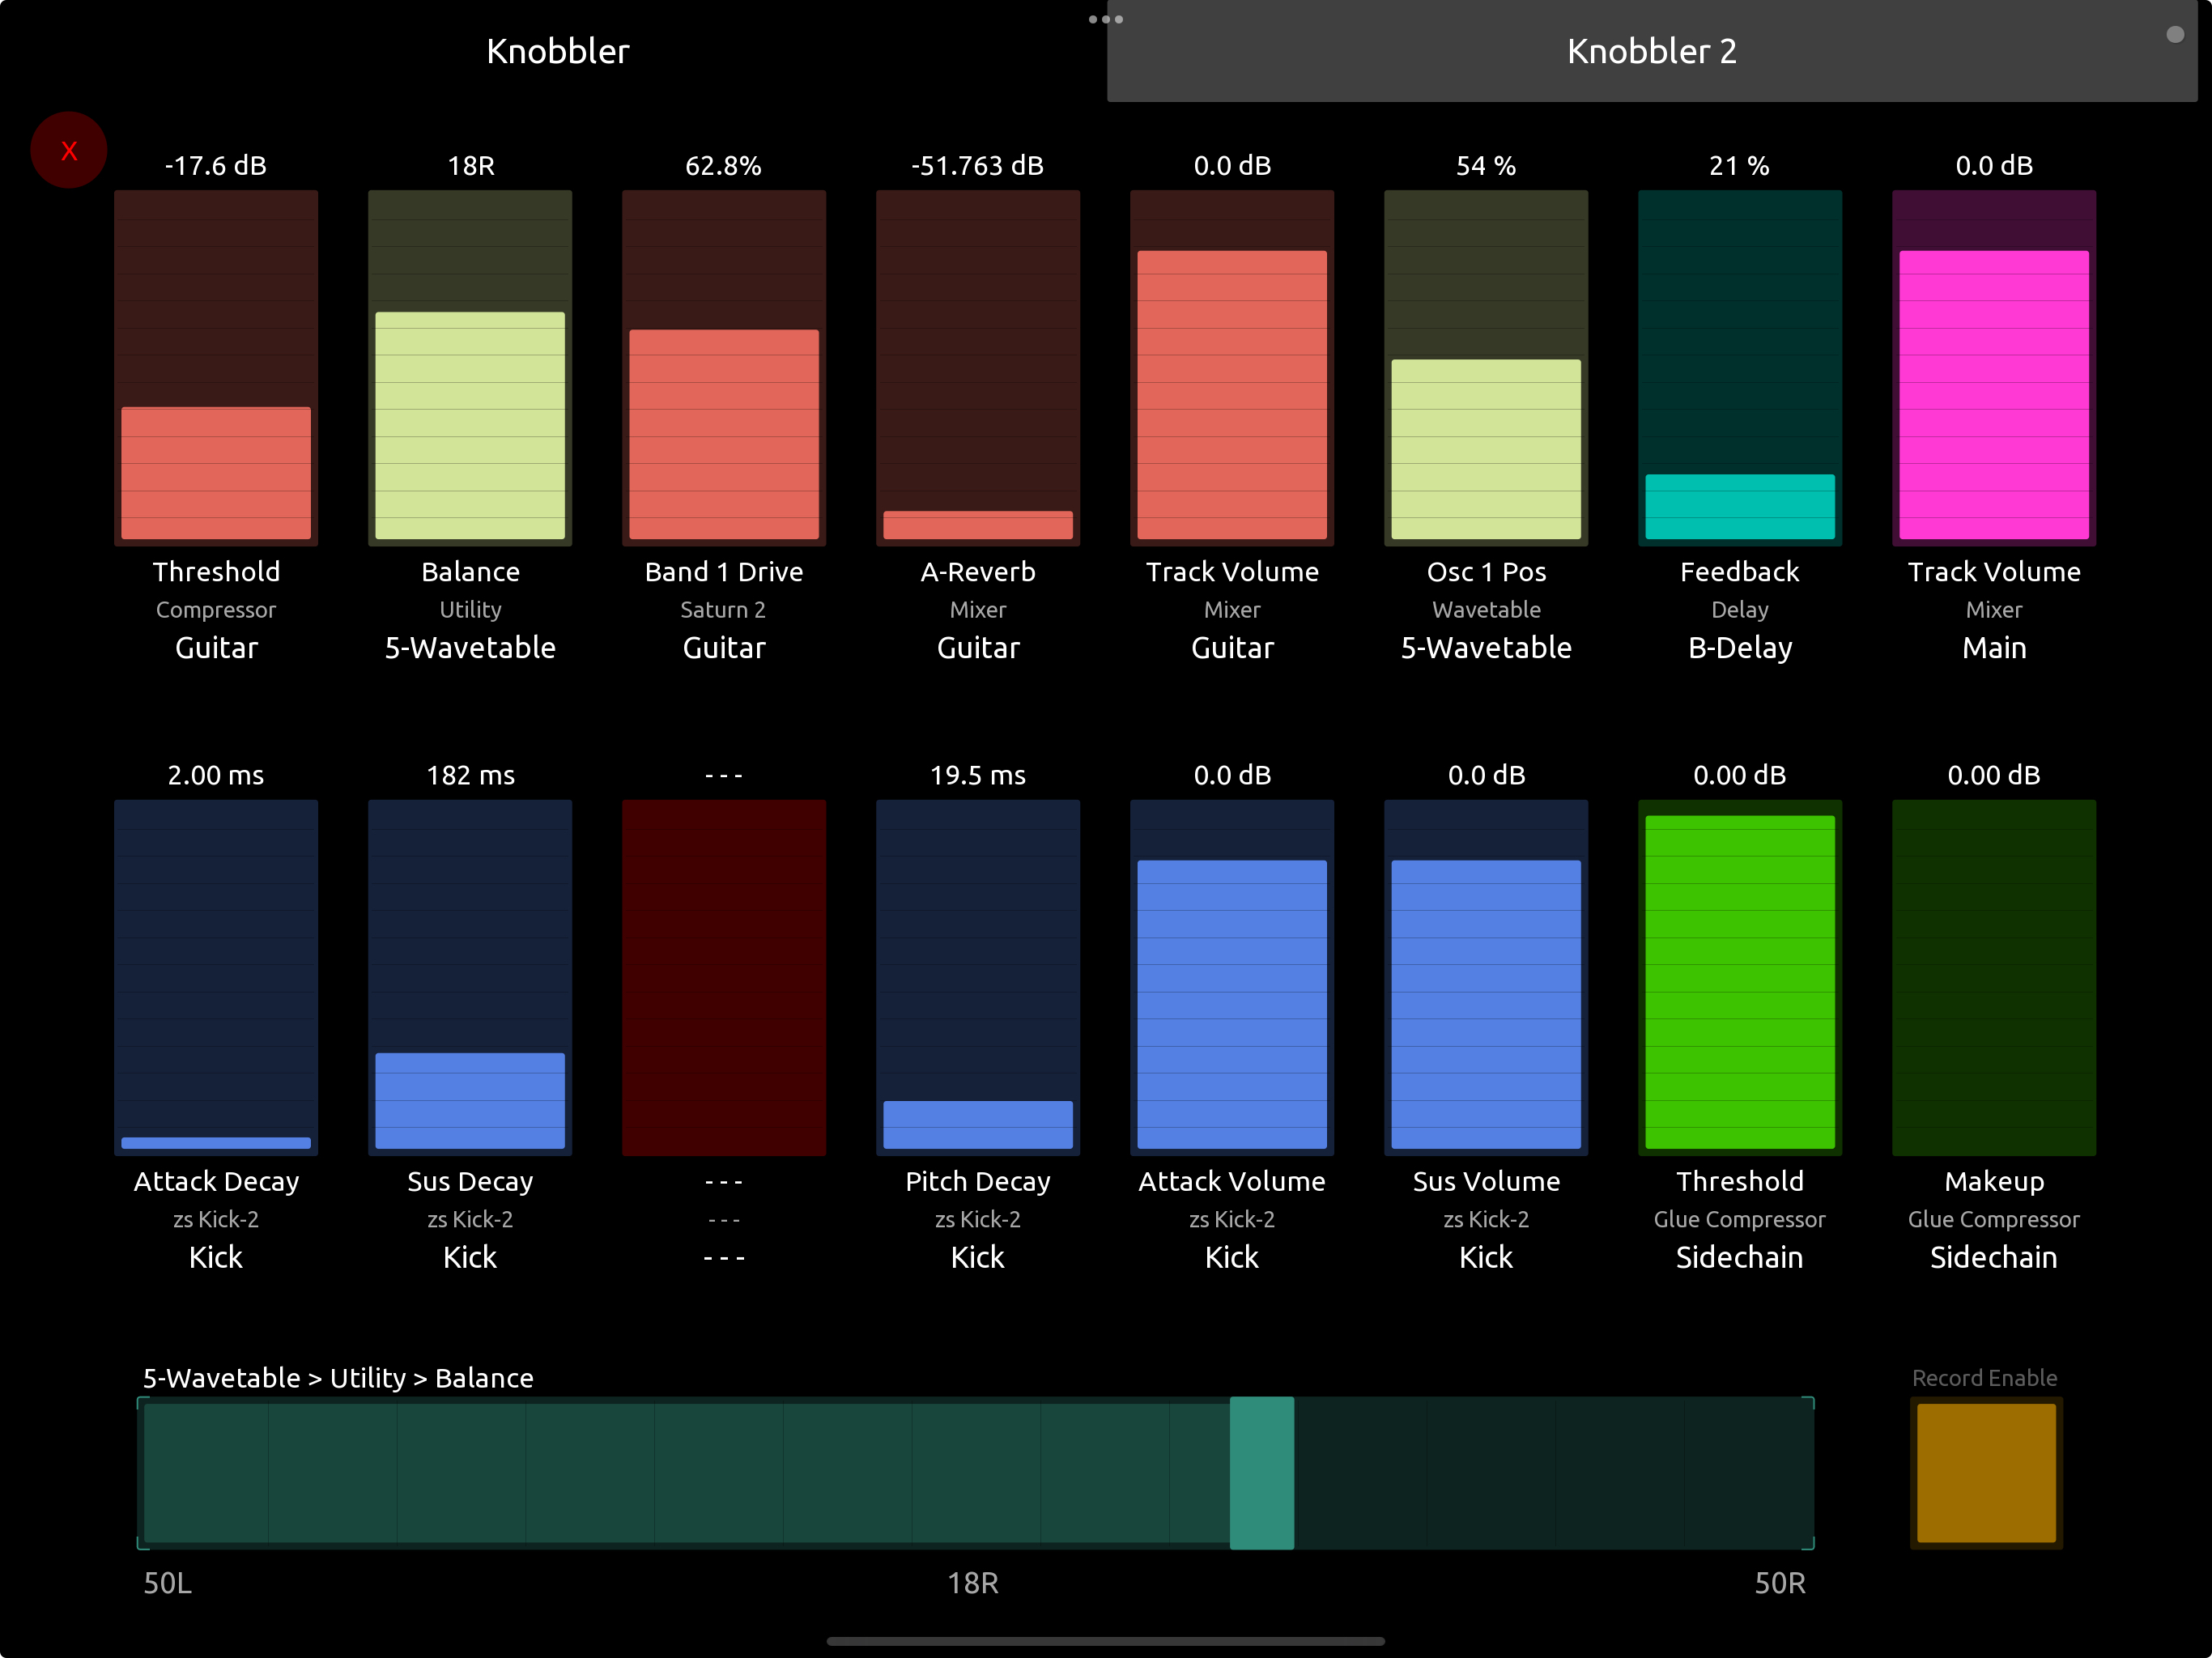 Knobbler
Knobbler 2
X
-17.6 dB 18R 62.8% -51.763 dB 0.0 dB 54 % 21 % 0.0 dB
Threshold Balance Band 1 Drive A-Reverb Track Volume Osc 1 Pos Feedback Track Volume
Compressor Utility Saturn 2 Mixer Mixer Wavetable Delay Mixer
Guitar 5-Wavetable Guitar Guitar Guitar 5-Wavetable B-Delay Main
2.00 ms 182 ms --- 19.5 ms 0.0 dB 0.0 dB 0.00 dB 0.00 dB
Attack Decay Sus Decay --- Pitch Decay Attack Volume Sus Volume Threshold Makeup
zs Kick-2 zs Kick-2 --- zs Kick-2 zs Kick-2 zs Kick-2 Glue Compressor Glue Compressor
Kick Kick --- Kick Kick Kick Sidechain Sidechain
5-Wavetable > Utility > Balance Record Enable
50L 18R 50R